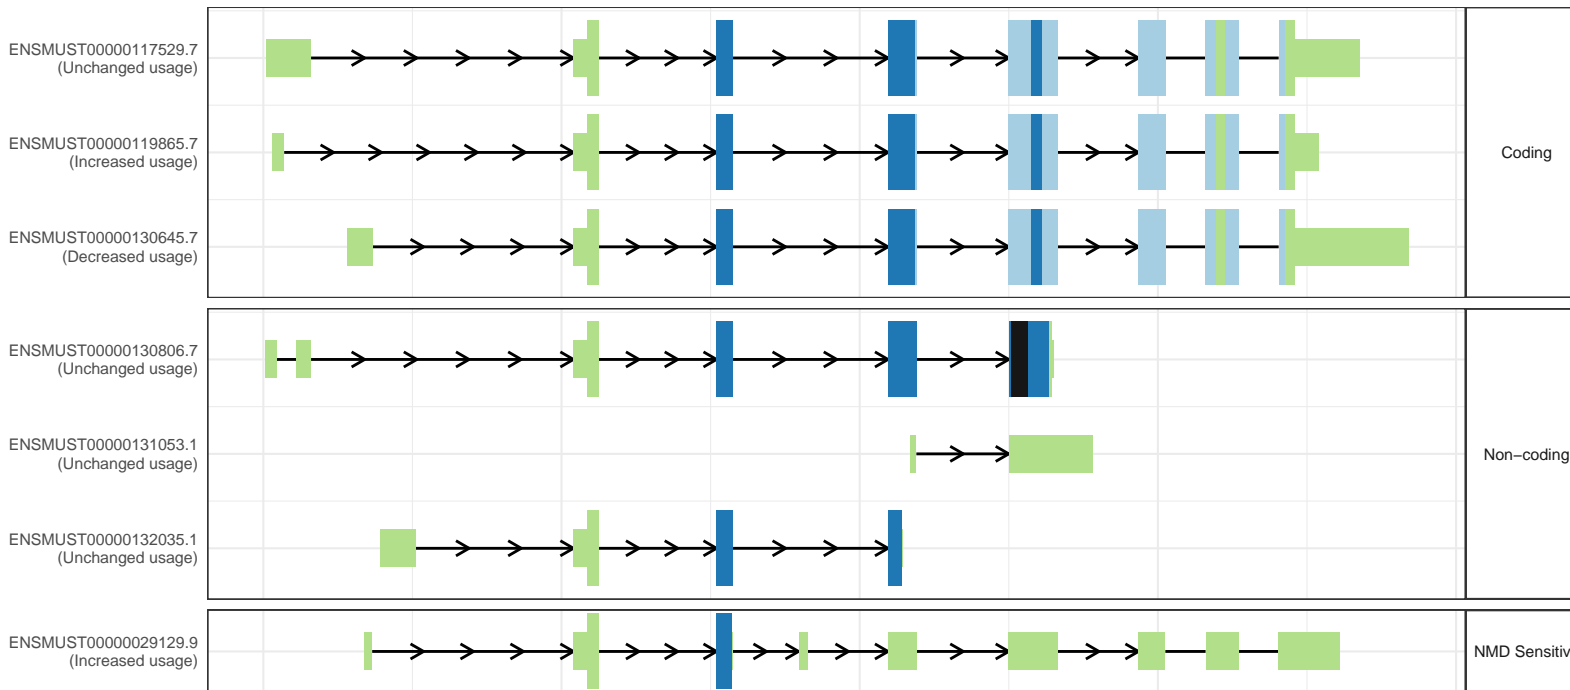 ENSMUST00000117529.7
(Unchanged usage)
ENSMUST00000119865.7
(Increased usage)
Coding
ENSMUST00000130645.7
(Decreased usage)
ENSMUST00000130806.7
(Unchanged usage)
ENSMUST00000131053.1
(Unchanged usage)
Non−coding
ENSMUST00000132035.1
(Unchanged usage)
ENSMUST00000029129.9
(Increased usage)
NMD Sensitiv